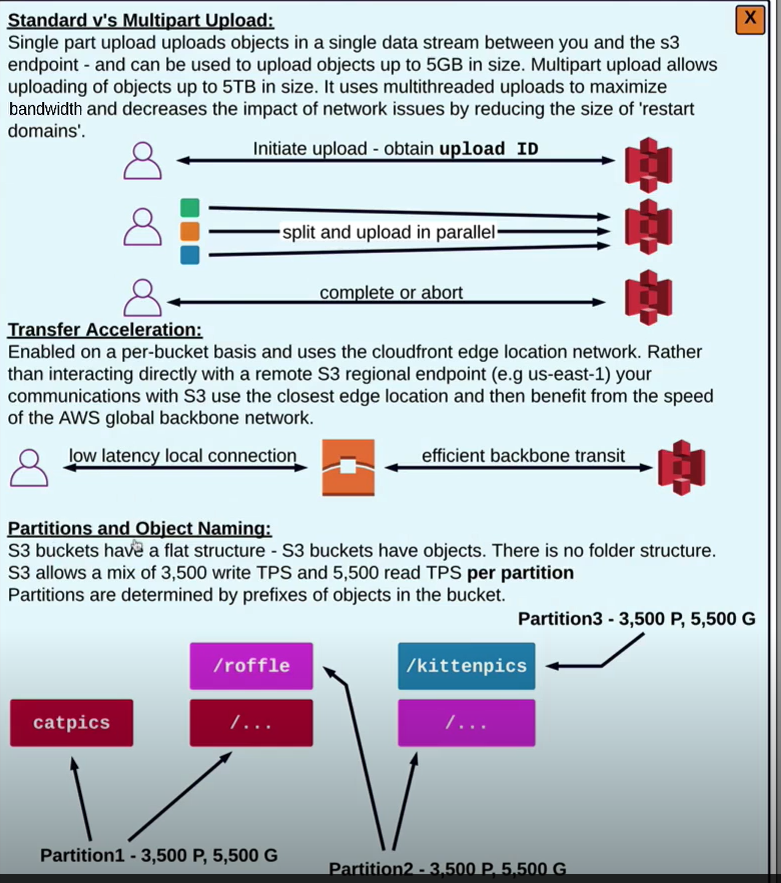 Standard v's Multipart Upload:
X
Single part upload uploads objects in a single data stream between you and the s3
endpoint - and can be used to upload objects up to 5GB in size. Multipart upload allows
uploading of objects up to 5TB in size. It uses multithreaded uploads to maximize
bandwidth and decreases the impact of network issues by reducing the size of 'restart
domains'.
Initiate upload - obtain upload ID
split and upload in parallel
complete or abort
Transfer Acceleration:
Enabled on a per-bucket basis and uses the cloudfront edge location network. Rather
than interacting directly with a remote S3 regional endpoint (e.g us-east-1) your
communications with S3 use the closest edge location and then benefit from the speed
of the AWS global backbone network.
low latency local connection
efficient backbone transit
Partitions and Object Naming:
S3 buckets have a flat structure - S3 buckets have objects. There is no folder structure.
S3 allows a mix of 3,500 write TPS and 5,500 read TPS per partition
Partitions are determined by prefixes of objects in the bucket.
Partition3 - 3,500 P, 5,500 G
/roffle
/kittenpics
catpics
/...
/...
Partition1 - 3,500 P, 5,500 G
Partition2 - 3,500 P, 5,500 G